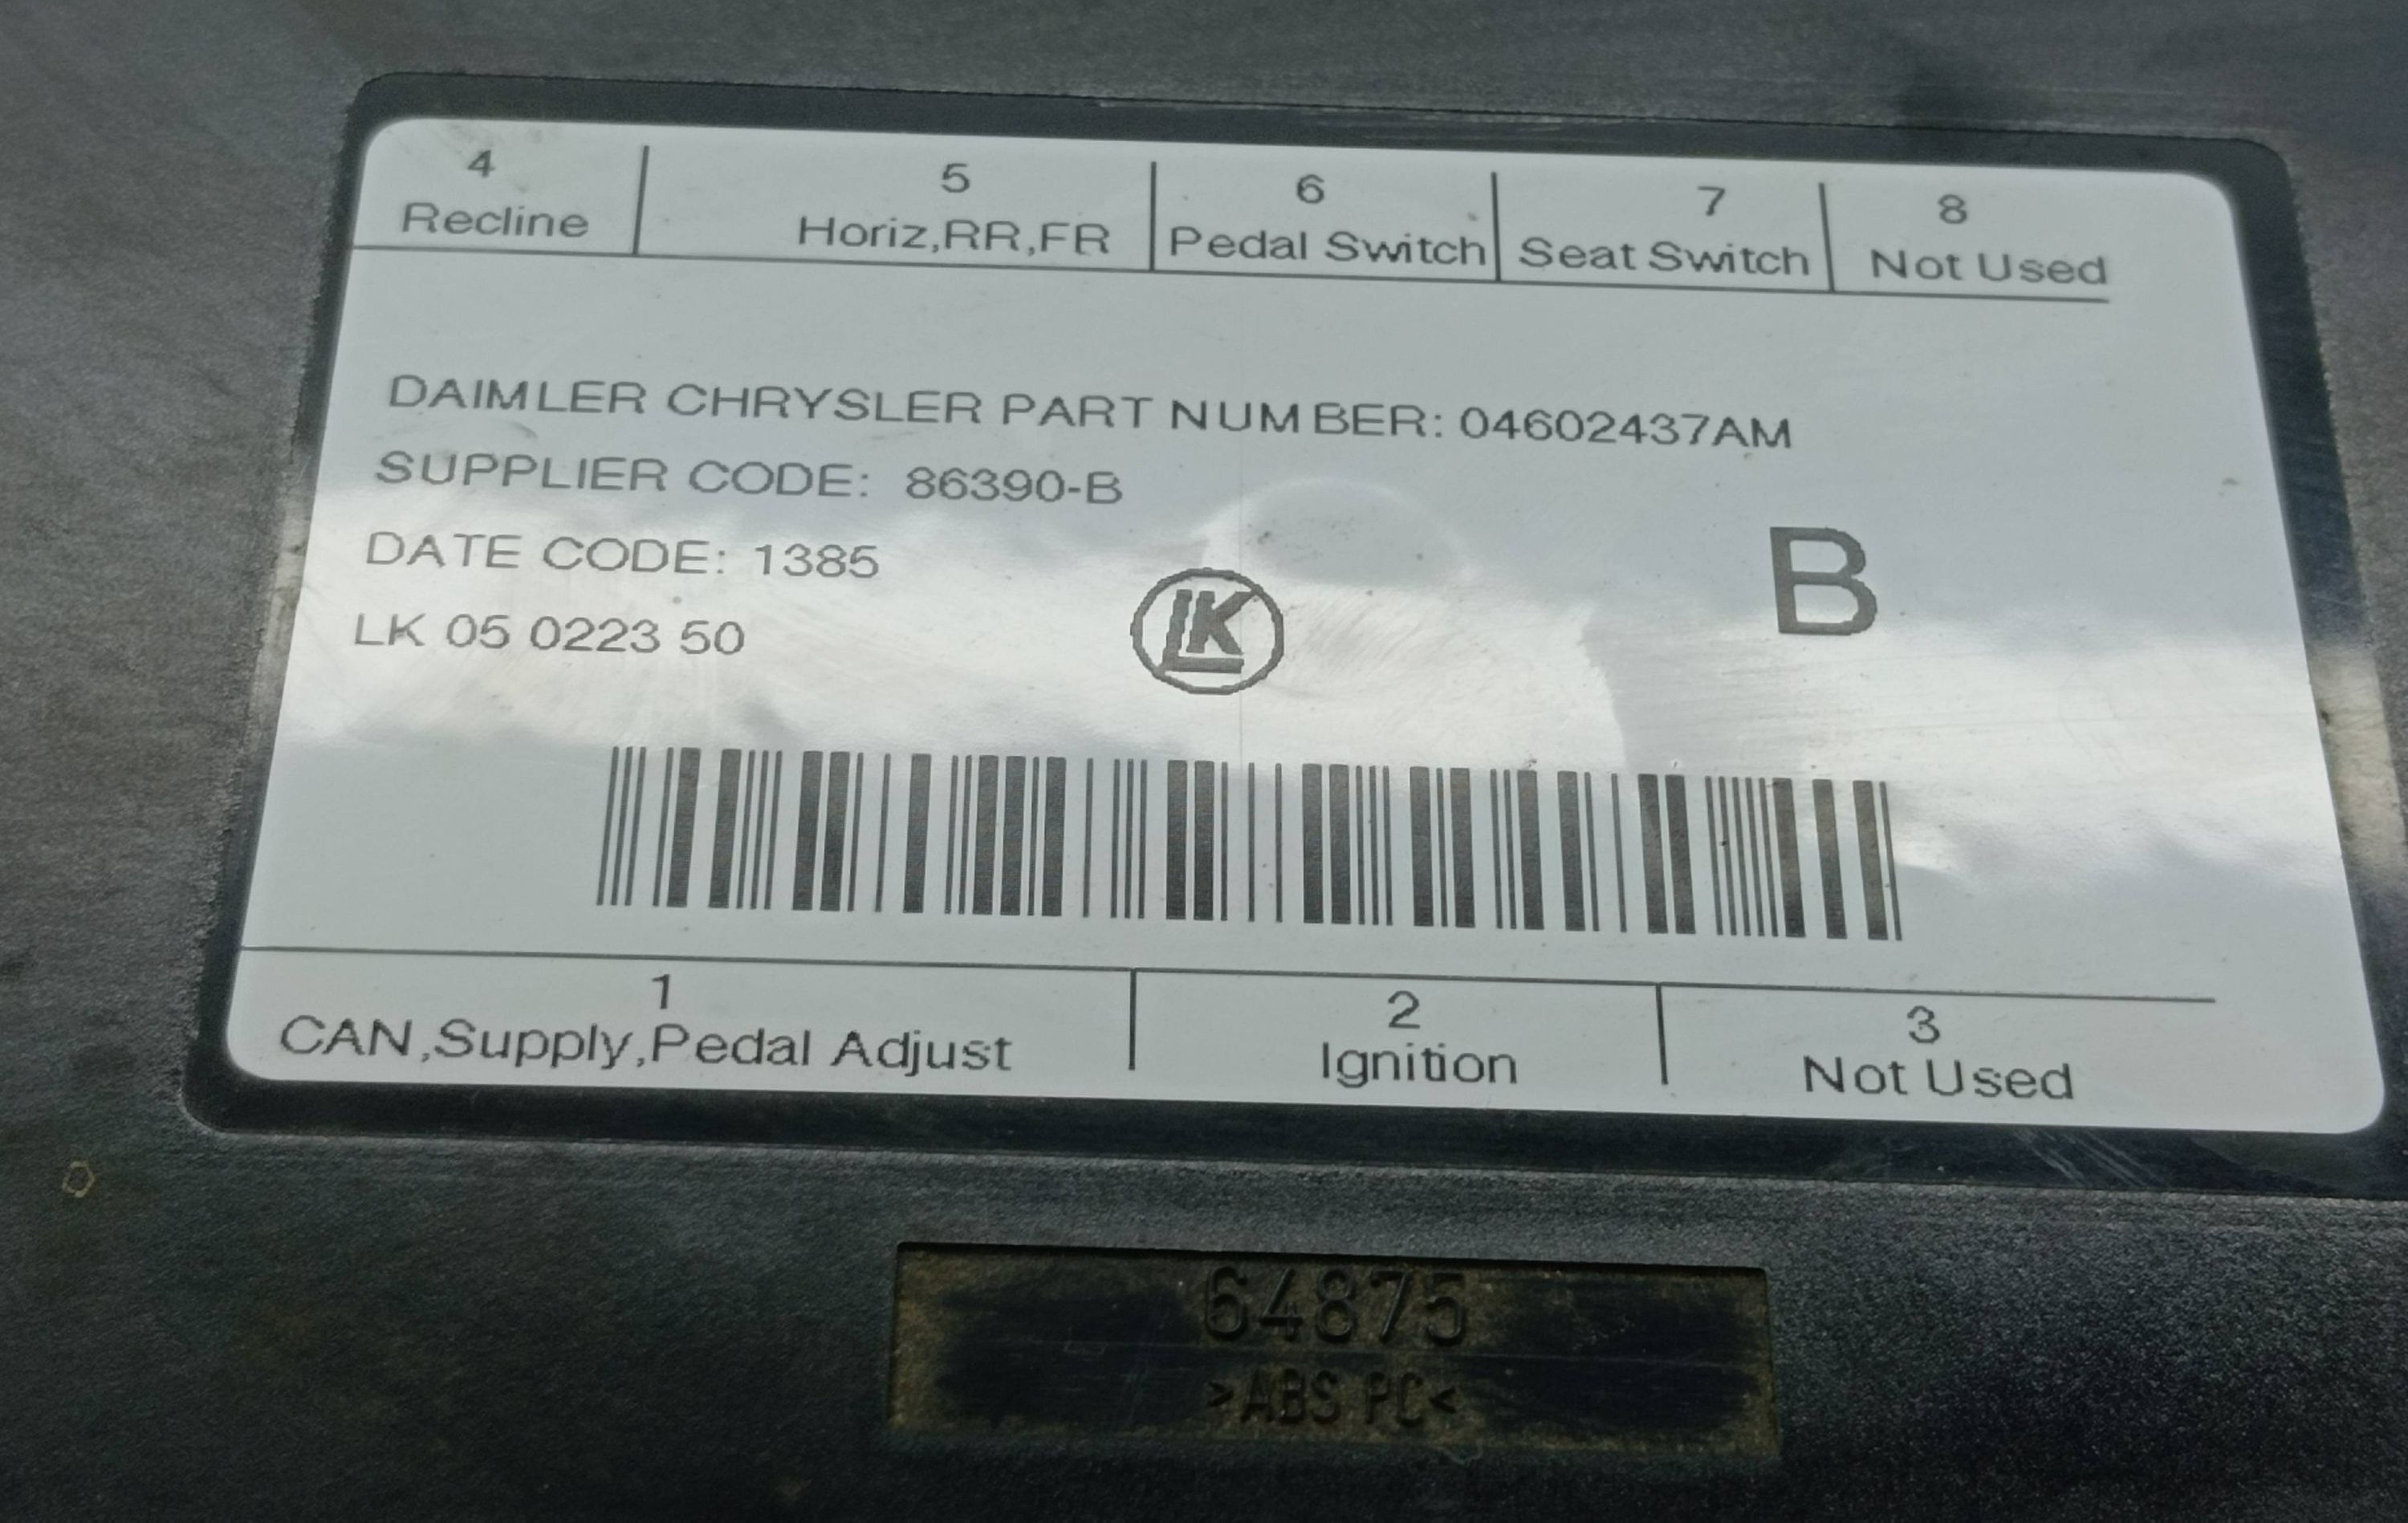 4 5 6 7 8
Recline Horiz,RR,FR Pedal Switch Seat Switch Not Used
DAIMLER CHRYSLER PART NUMBER: 04602437AM
SUPPLIER CODE: 86390-B
DATE CODE: 1385
B
LK 05 0223 50
LK
1 2 3
CAN,Supply,Pedal Adjust Ignition Not Used
64875
>ABS PC<